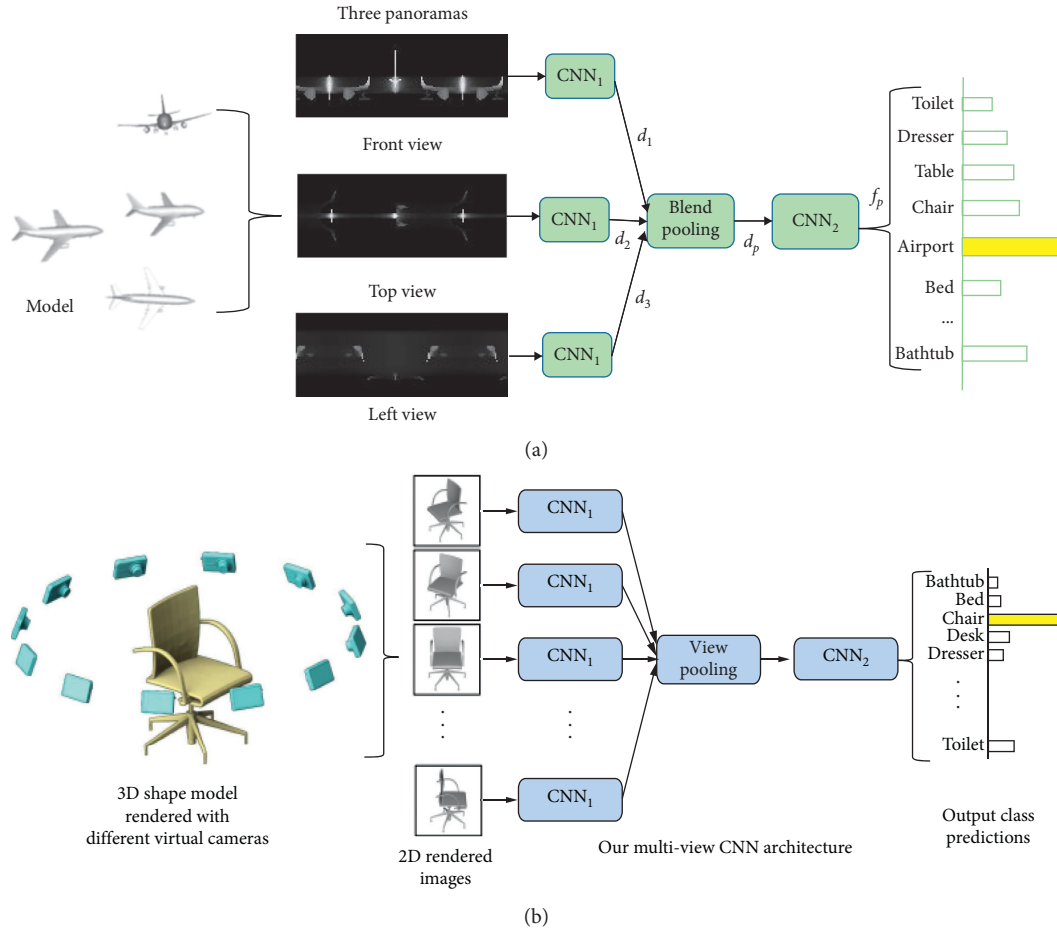 Three panoramas
Model
Front view
Top view
Left view
CNN₁
CNN₁
CNN₁
d₁
d₂
d₃
Blend
pooling
dₚ
CNN₂
fₚ
Toilet
Dresser
Table
Chair
Airport
Bed
...
Bathtub
(a)
3D shape model
rendered with
different virtual cameras
2D rendered
images
CNN₁
CNN₁
CNN₁
CNN₁
View
pooling
CNN₂
Our multi-view CNN architecture
Bathtub
Bed
Chair
Desk
Dresser
Toilet
Output class
predictions
(b)